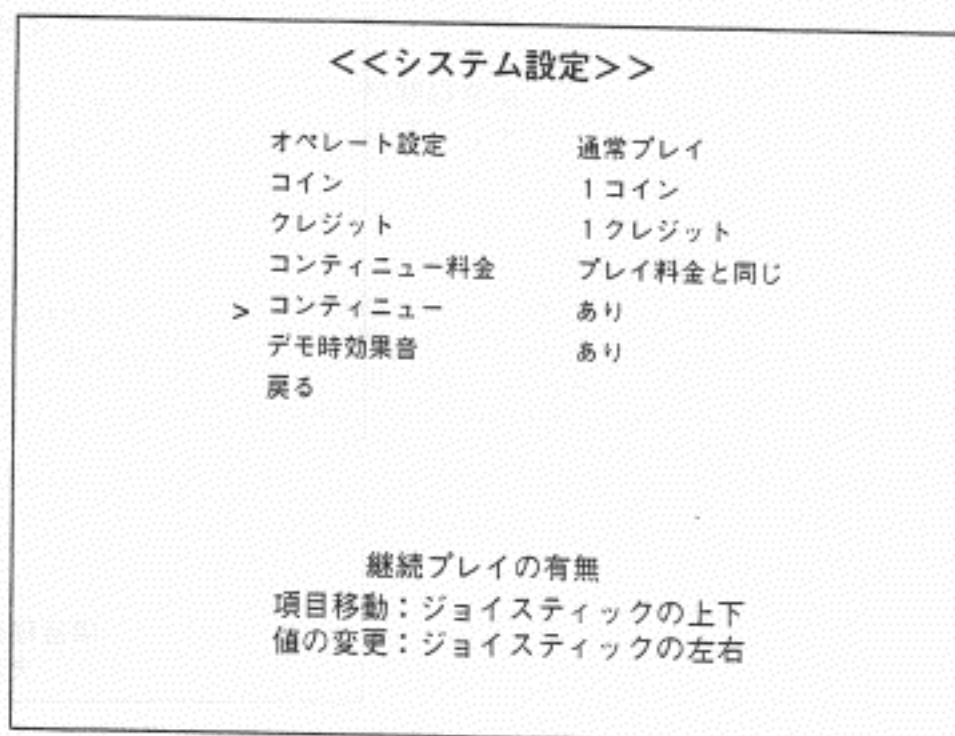 <<システム設定>>
オペレート設定 通常プレイ
コイン 1コイン
クレジット 1クレジット
コンティニュー料金 プレイ料金と同じ
> コンティニュー あり
デモ時効果音 あり
戻る
継続プレイの有無
項目移動：ジョイスティックの上下
値の変更：ジョイスティックの左右